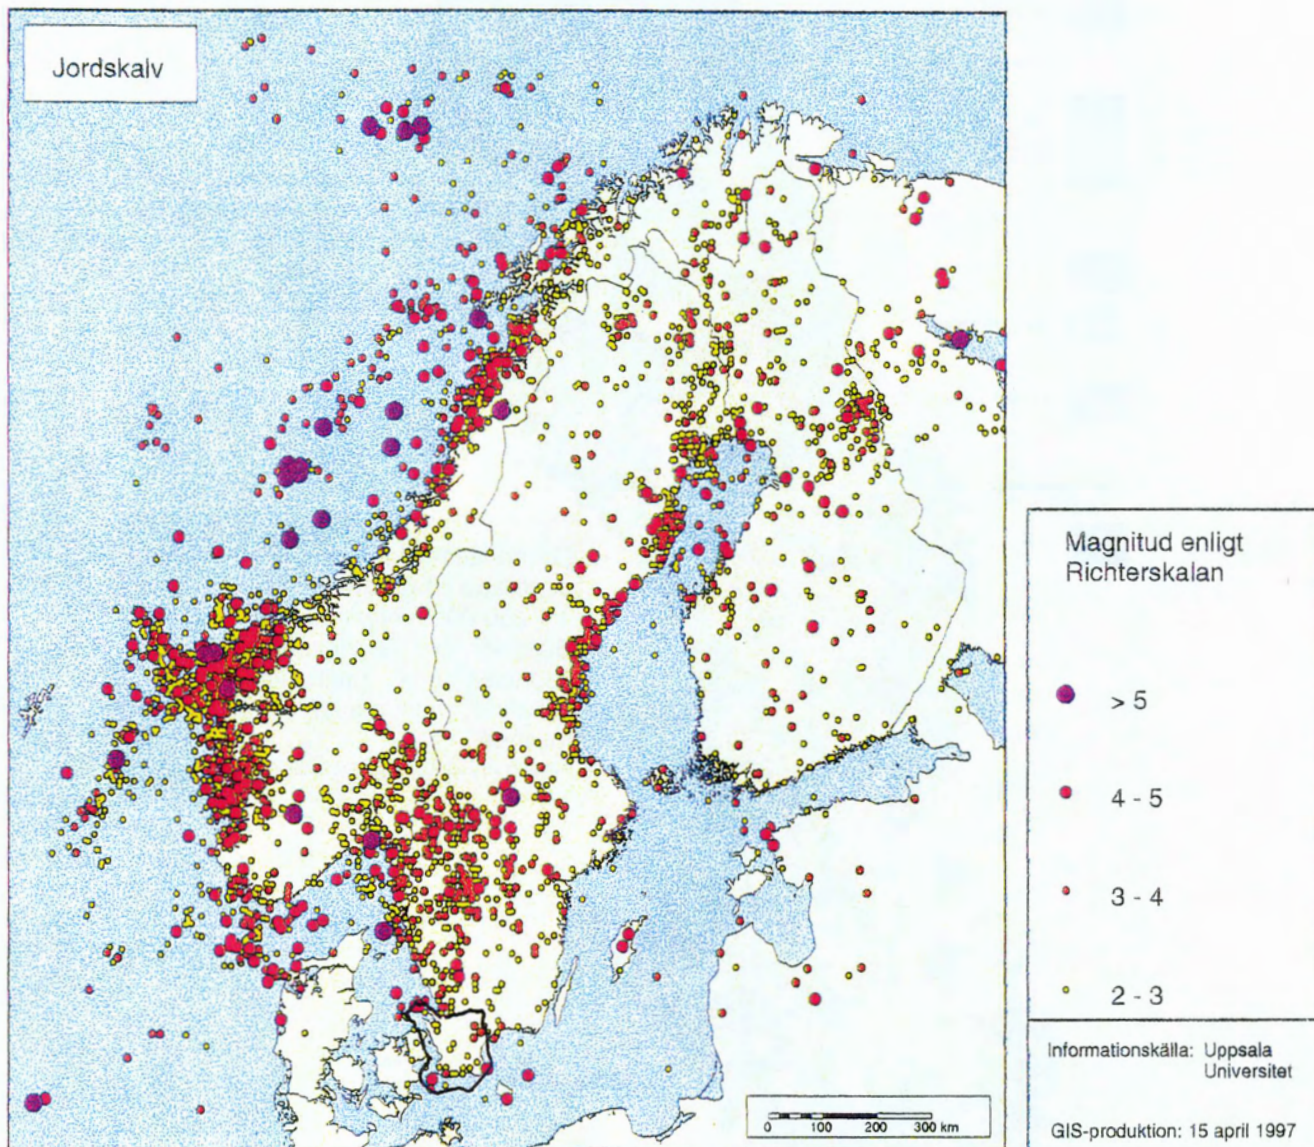 Jordskalv
Magnitud enligt
Richterskalan
> 5
4 - 5
3 - 4
2 - 3
0 100 200 300 km
Informationskälla: Uppsala
Universitet
GIS-produktion: 15 april 1997